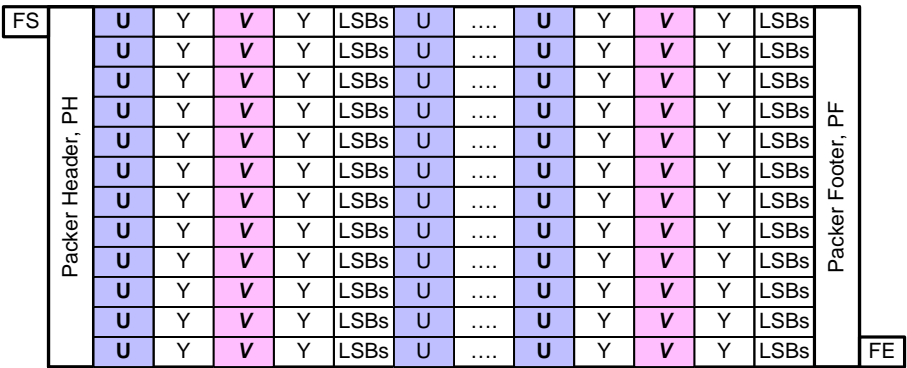 FS U Y V Y LSBs U .... U Y V Y LSBs
U Y V Y LSBs U .... U Y V Y LSBs
U Y V Y LSBs U .... U Y V Y LSBs
U Y V Y LSBs U .... U Y V Y LSBs
U Y V Y LSBs U .... U Y V Y LSBs
U Y V Y LSBs U .... U Y V Y LSBs
U Y V Y LSBs U .... U Y V Y LSBs
U Y V Y LSBs U .... U Y V Y LSBs
U Y V Y LSBs U .... U Y V Y LSBs
U Y V Y LSBs U .... U Y V Y LSBs
U Y V Y LSBs U .... U Y V Y LSBs
U Y V Y LSBs U .... U Y V Y LSBs FE
Packer Header, PH
Packer Footer, PF